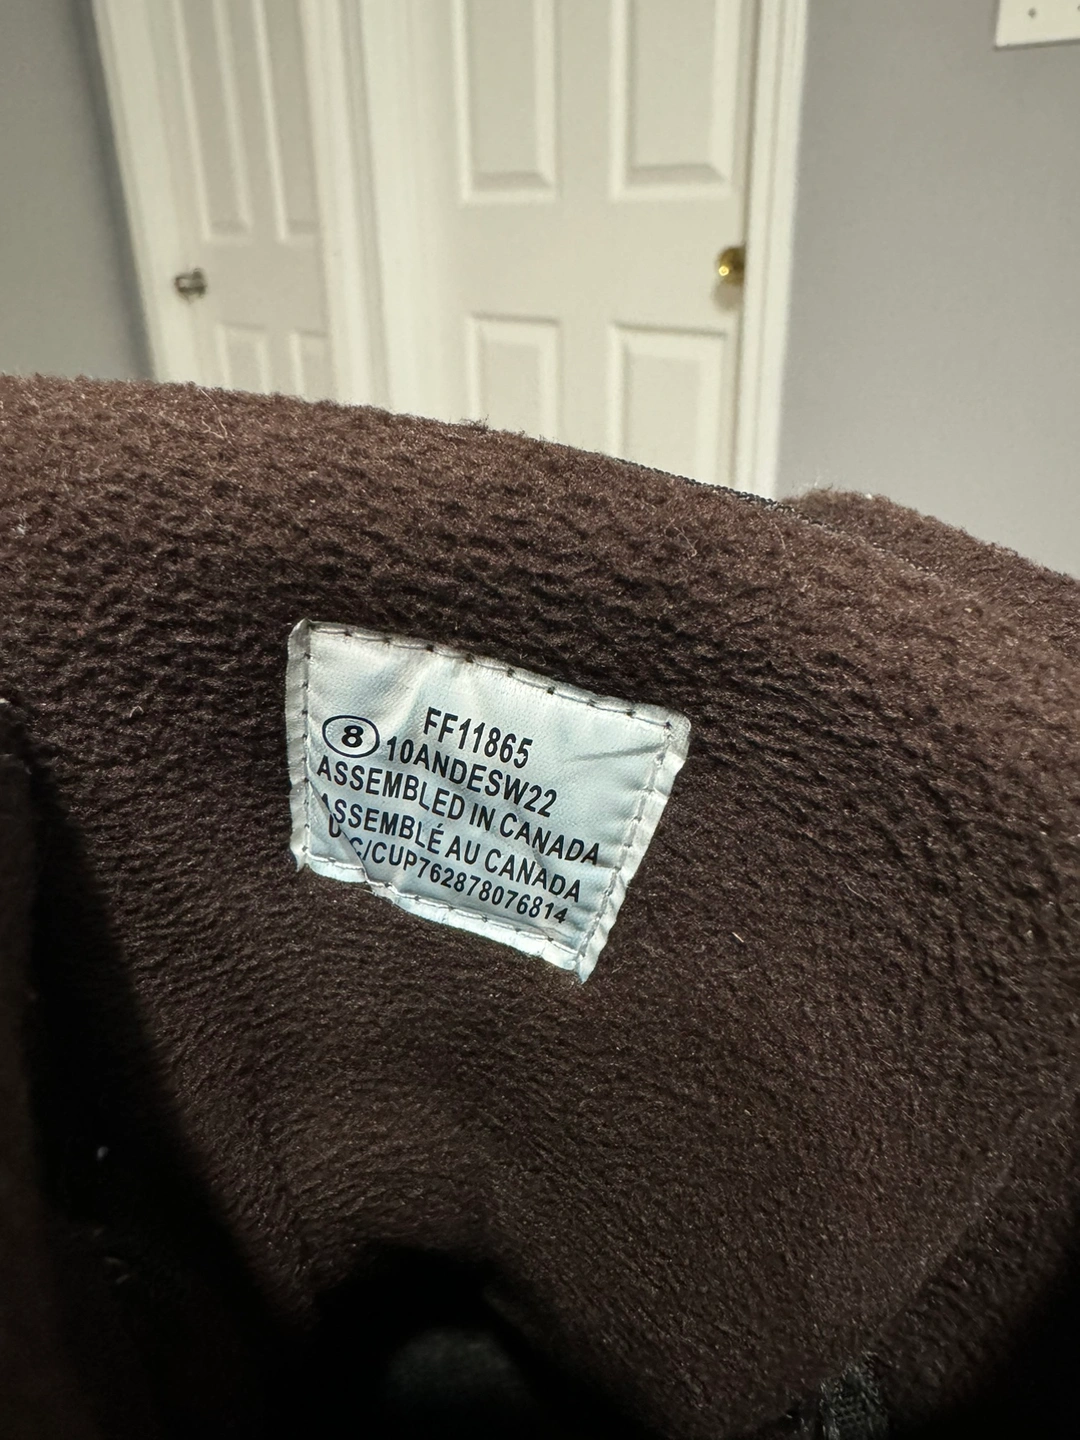 FF11865
8 10ANDESW22
ASSEMBLED IN CANADA
ASSEMBLÉ AU CANADA
UPC/CUP762878076814